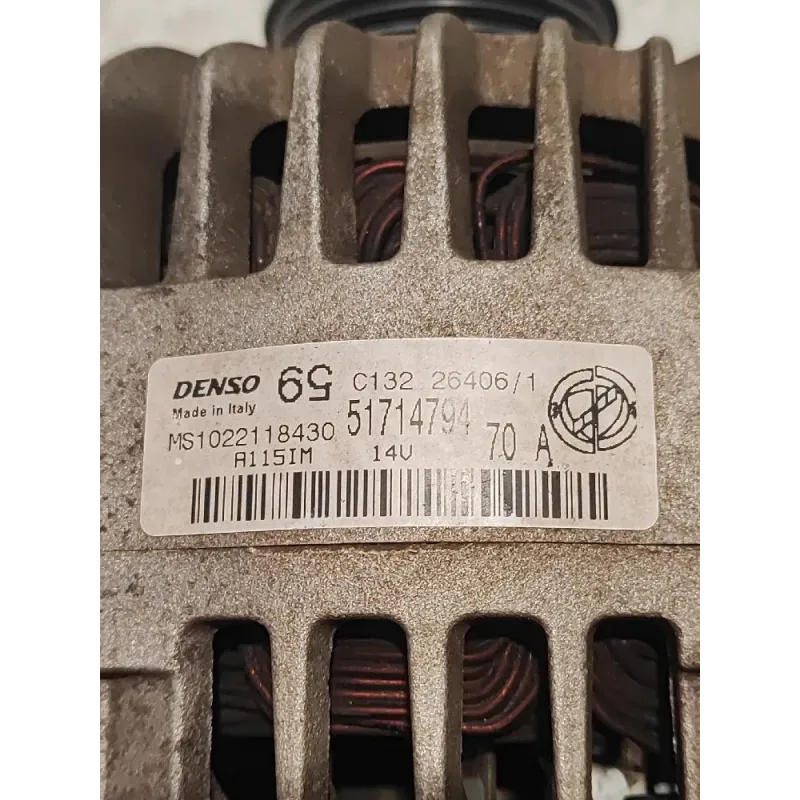 DENSO 59 C132 26406/1
Made in Italy
MS1022118430 51714794 70 A
A115IM 14V